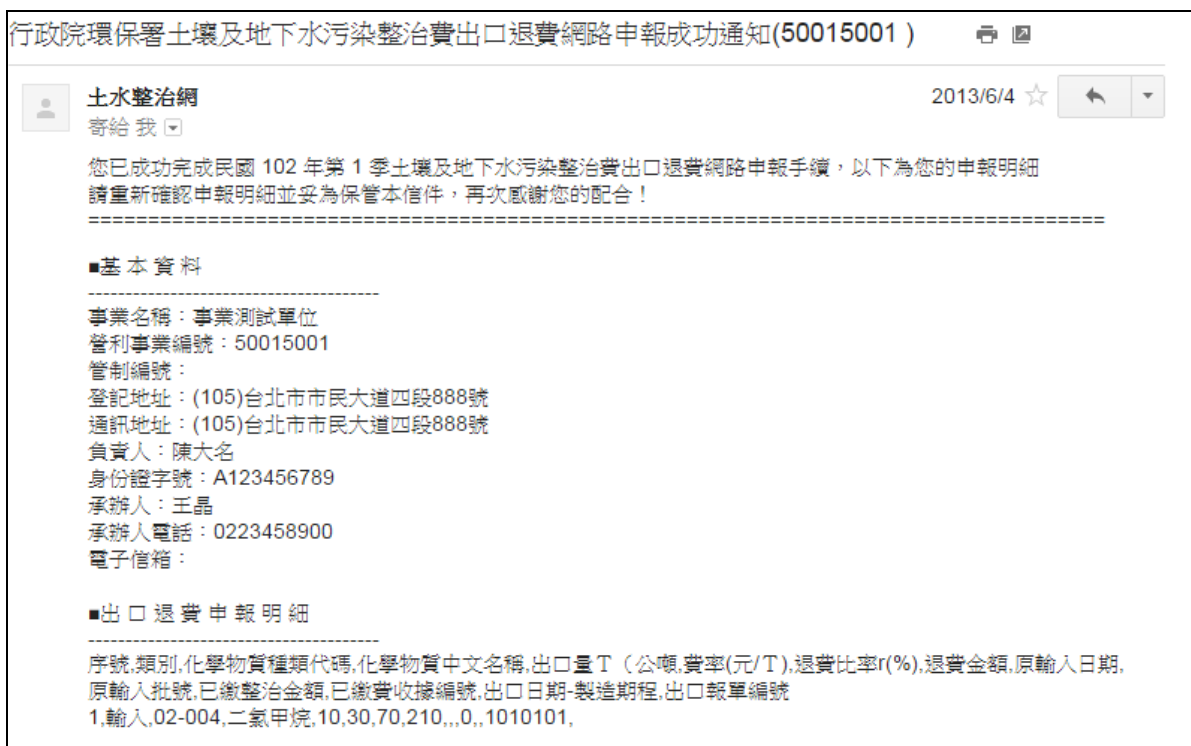 行政院環保署土壤及地下水污染整治費出口退費網路申報成功通知(50015001 )
土水整治網
2013/6/4
寄給 我
您已成功完成民國 102 年第 1 季土壤及地下水污染整治費出口退費網路申報手續，以下為您的申報明細
請重新確認申報明細並妥為保管本信件，再次感謝您的配合！
=====================================================================================
■基 本 資 料
---------------------------------------
事業名稱：事業測試單位
營利事業編號：50015001
管制編號：
登記地址：(105)台北市市民大道四段888號
通訊地址：(105)台北市市民大道四段888號
負責人：陳大名
身份證字號：A123456789
承辦人：王晶
承辦人電話：0223458900
電子信箱：
■出 口 退 費 申 報 明 細
---------------------------------------
序號,類別,化學物質種類代碼,化學物質中文名稱,出口量Ｔ（公噸,費率(元/Ｔ),退費比率r(%),退費金額,原輸入日期,
原輸入批號,已繳整治金額,已繳費收據編號,出口日期-製造期程,出口報單編號
1,輸入,02-004,二氯甲烷,10,30,70,210,,,0,,1010101,